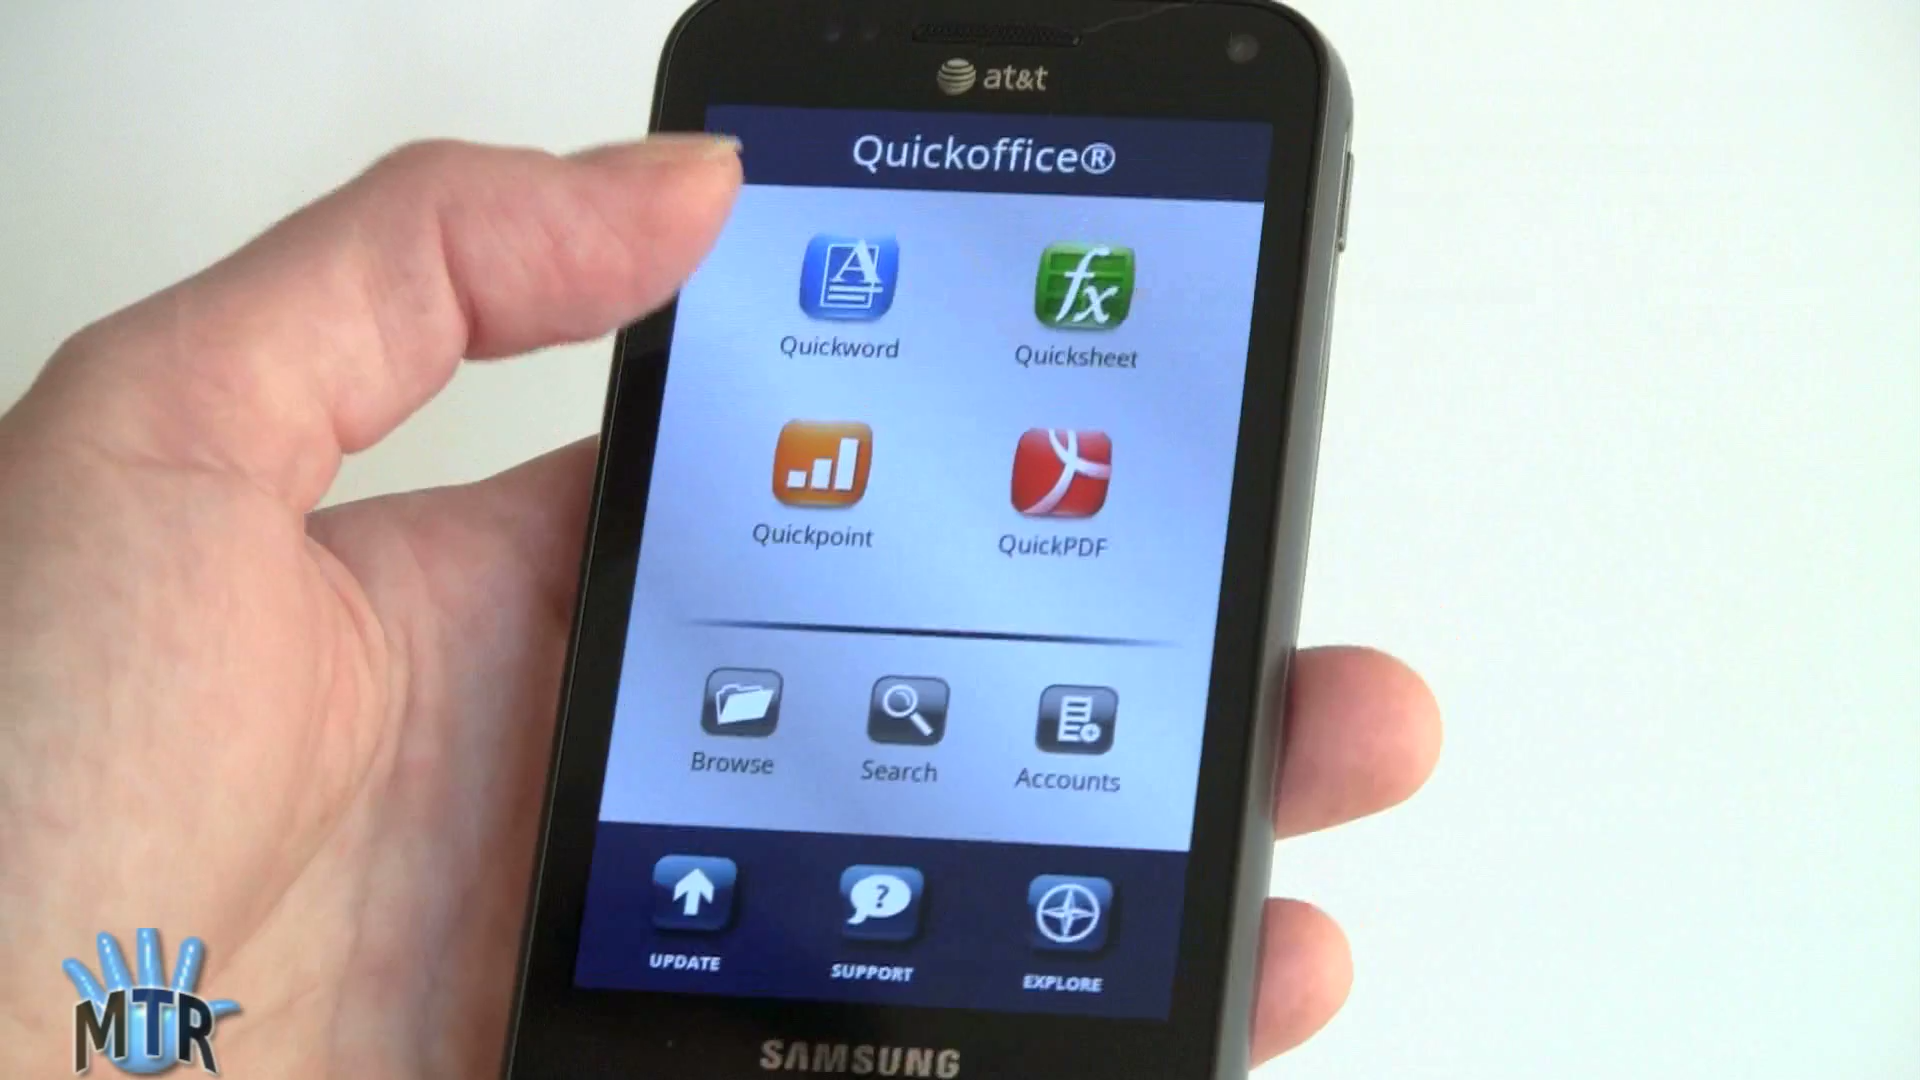 at&t
Quickoffice®
Quickword Quicksheet
Quickpoint QuickPDF
Browse Search Accounts
UPDATE SUPPORT EXPLORE
SAMSUNG
MTR